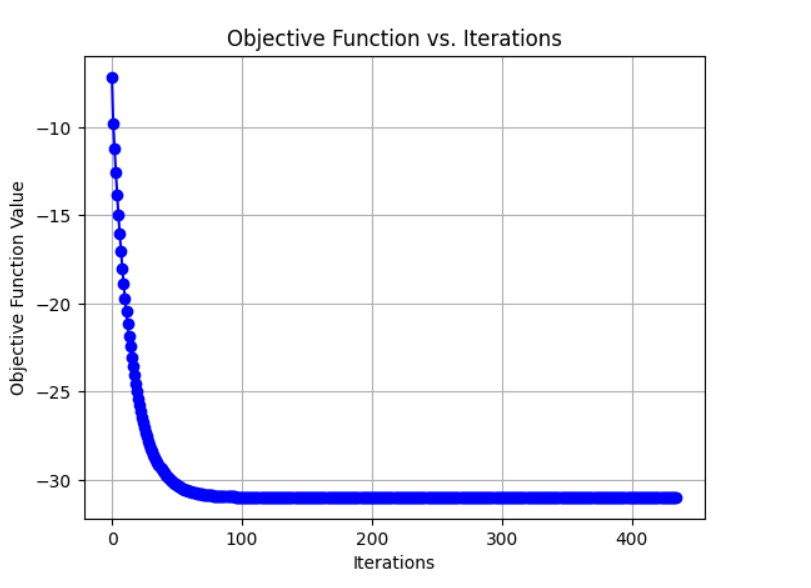 Objective Function vs. Iterations
Objective Function Value
−10
−15
−20
−25
−30
0 100 200 300 400
Iterations